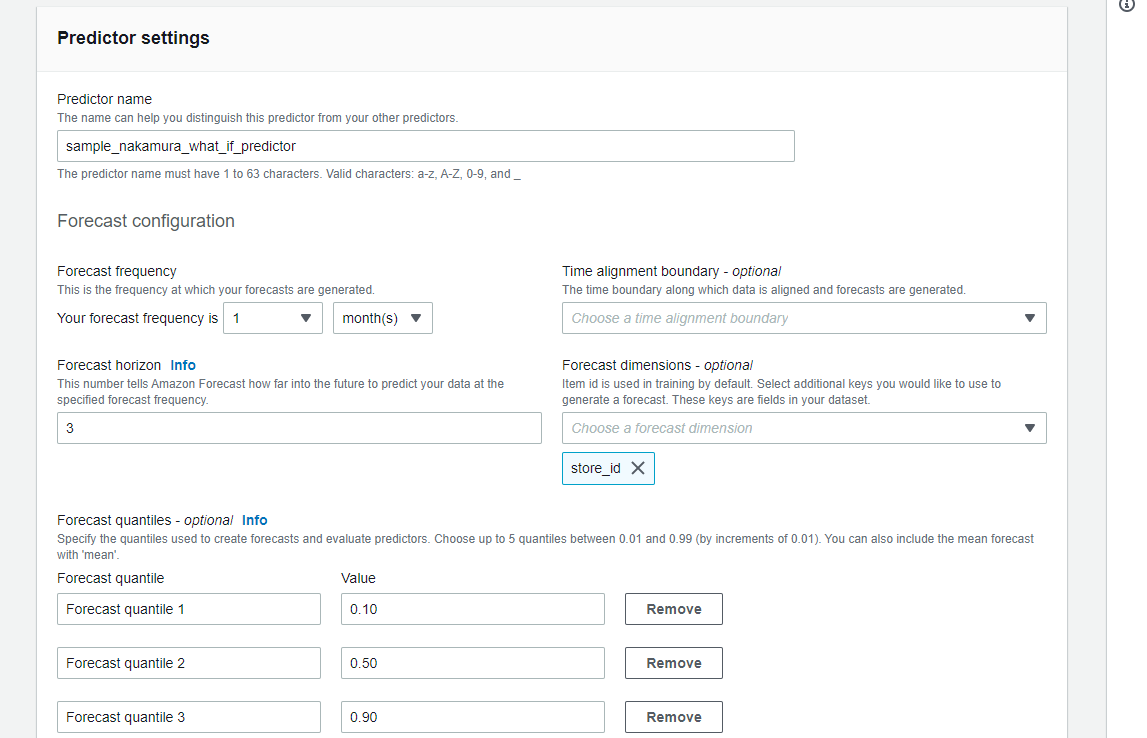 Predictor settings
Predictor name
The name can help you distinguish this predictor from your other predictors.
sample_nakamura_what_if_predictor
The predictor name must have 1 to 63 characters. Valid characters: a-z, A-Z, 0-9, and _
Forecast configuration
Forecast frequency
This is the frequency at which your forecasts are generated.
Your forecast frequency is 1 month(s)
Time alignment boundary - optional
The time boundary along which data is aligned and forecasts are generated.
Choose a time alignment boundary
Forecast horizon Info
This number tells Amazon Forecast how far into the future to predict your data at the
specified forecast frequency.
3
Forecast dimensions - optional
Item id is used in training by default. Select additional keys you would like to use to
generate a forecast. These keys are fields in your dataset.
Choose a forecast dimension
store_id
Forecast quantiles - optional Info
Specify the quantiles used to create forecasts and evaluate predictors. Choose up to 5 quantiles between 0.01 and 0.99 (by increments of 0.01). You can also include the mean forecast
with 'mean'.
Forecast quantile Value
Forecast quantile 1 0.10 Remove
Forecast quantile 2 0.50 Remove
Forecast quantile 3 0.90 Remove